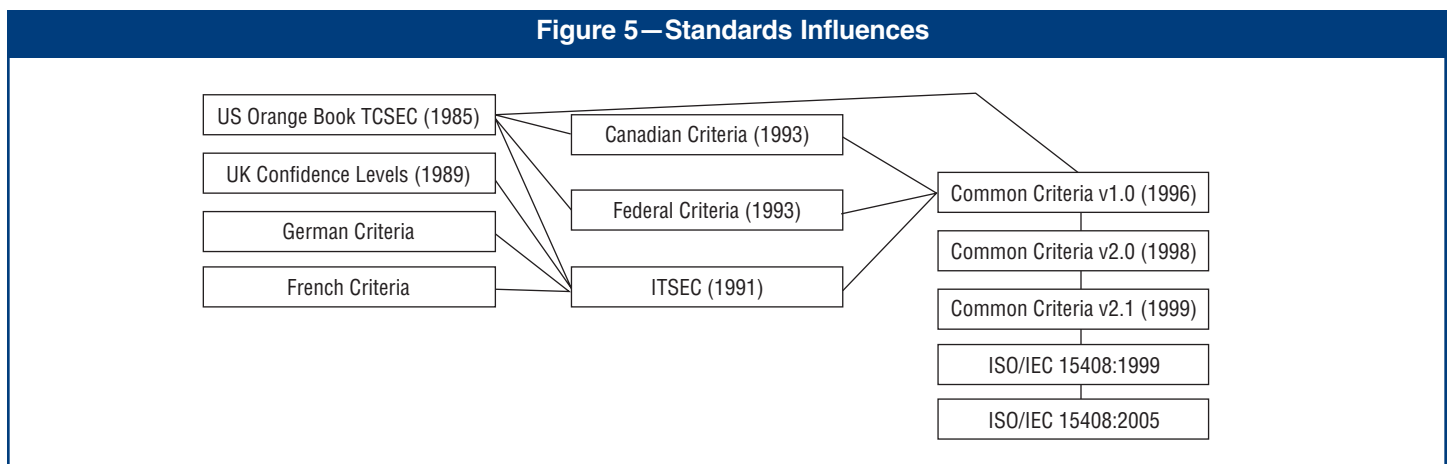 Figure 5—Standards Influences
US Orange Book TCSEC (1985)
UK Confidence Levels (1989)
German Criteria
French Criteria
Canadian Criteria (1993)
Federal Criteria (1993)
ITSEC (1991)
Common Criteria v1.0 (1996)
Common Criteria v2.0 (1998)
Common Criteria v2.1 (1999)
ISO/IEC 15408:1999
ISO/IEC 15408:2005